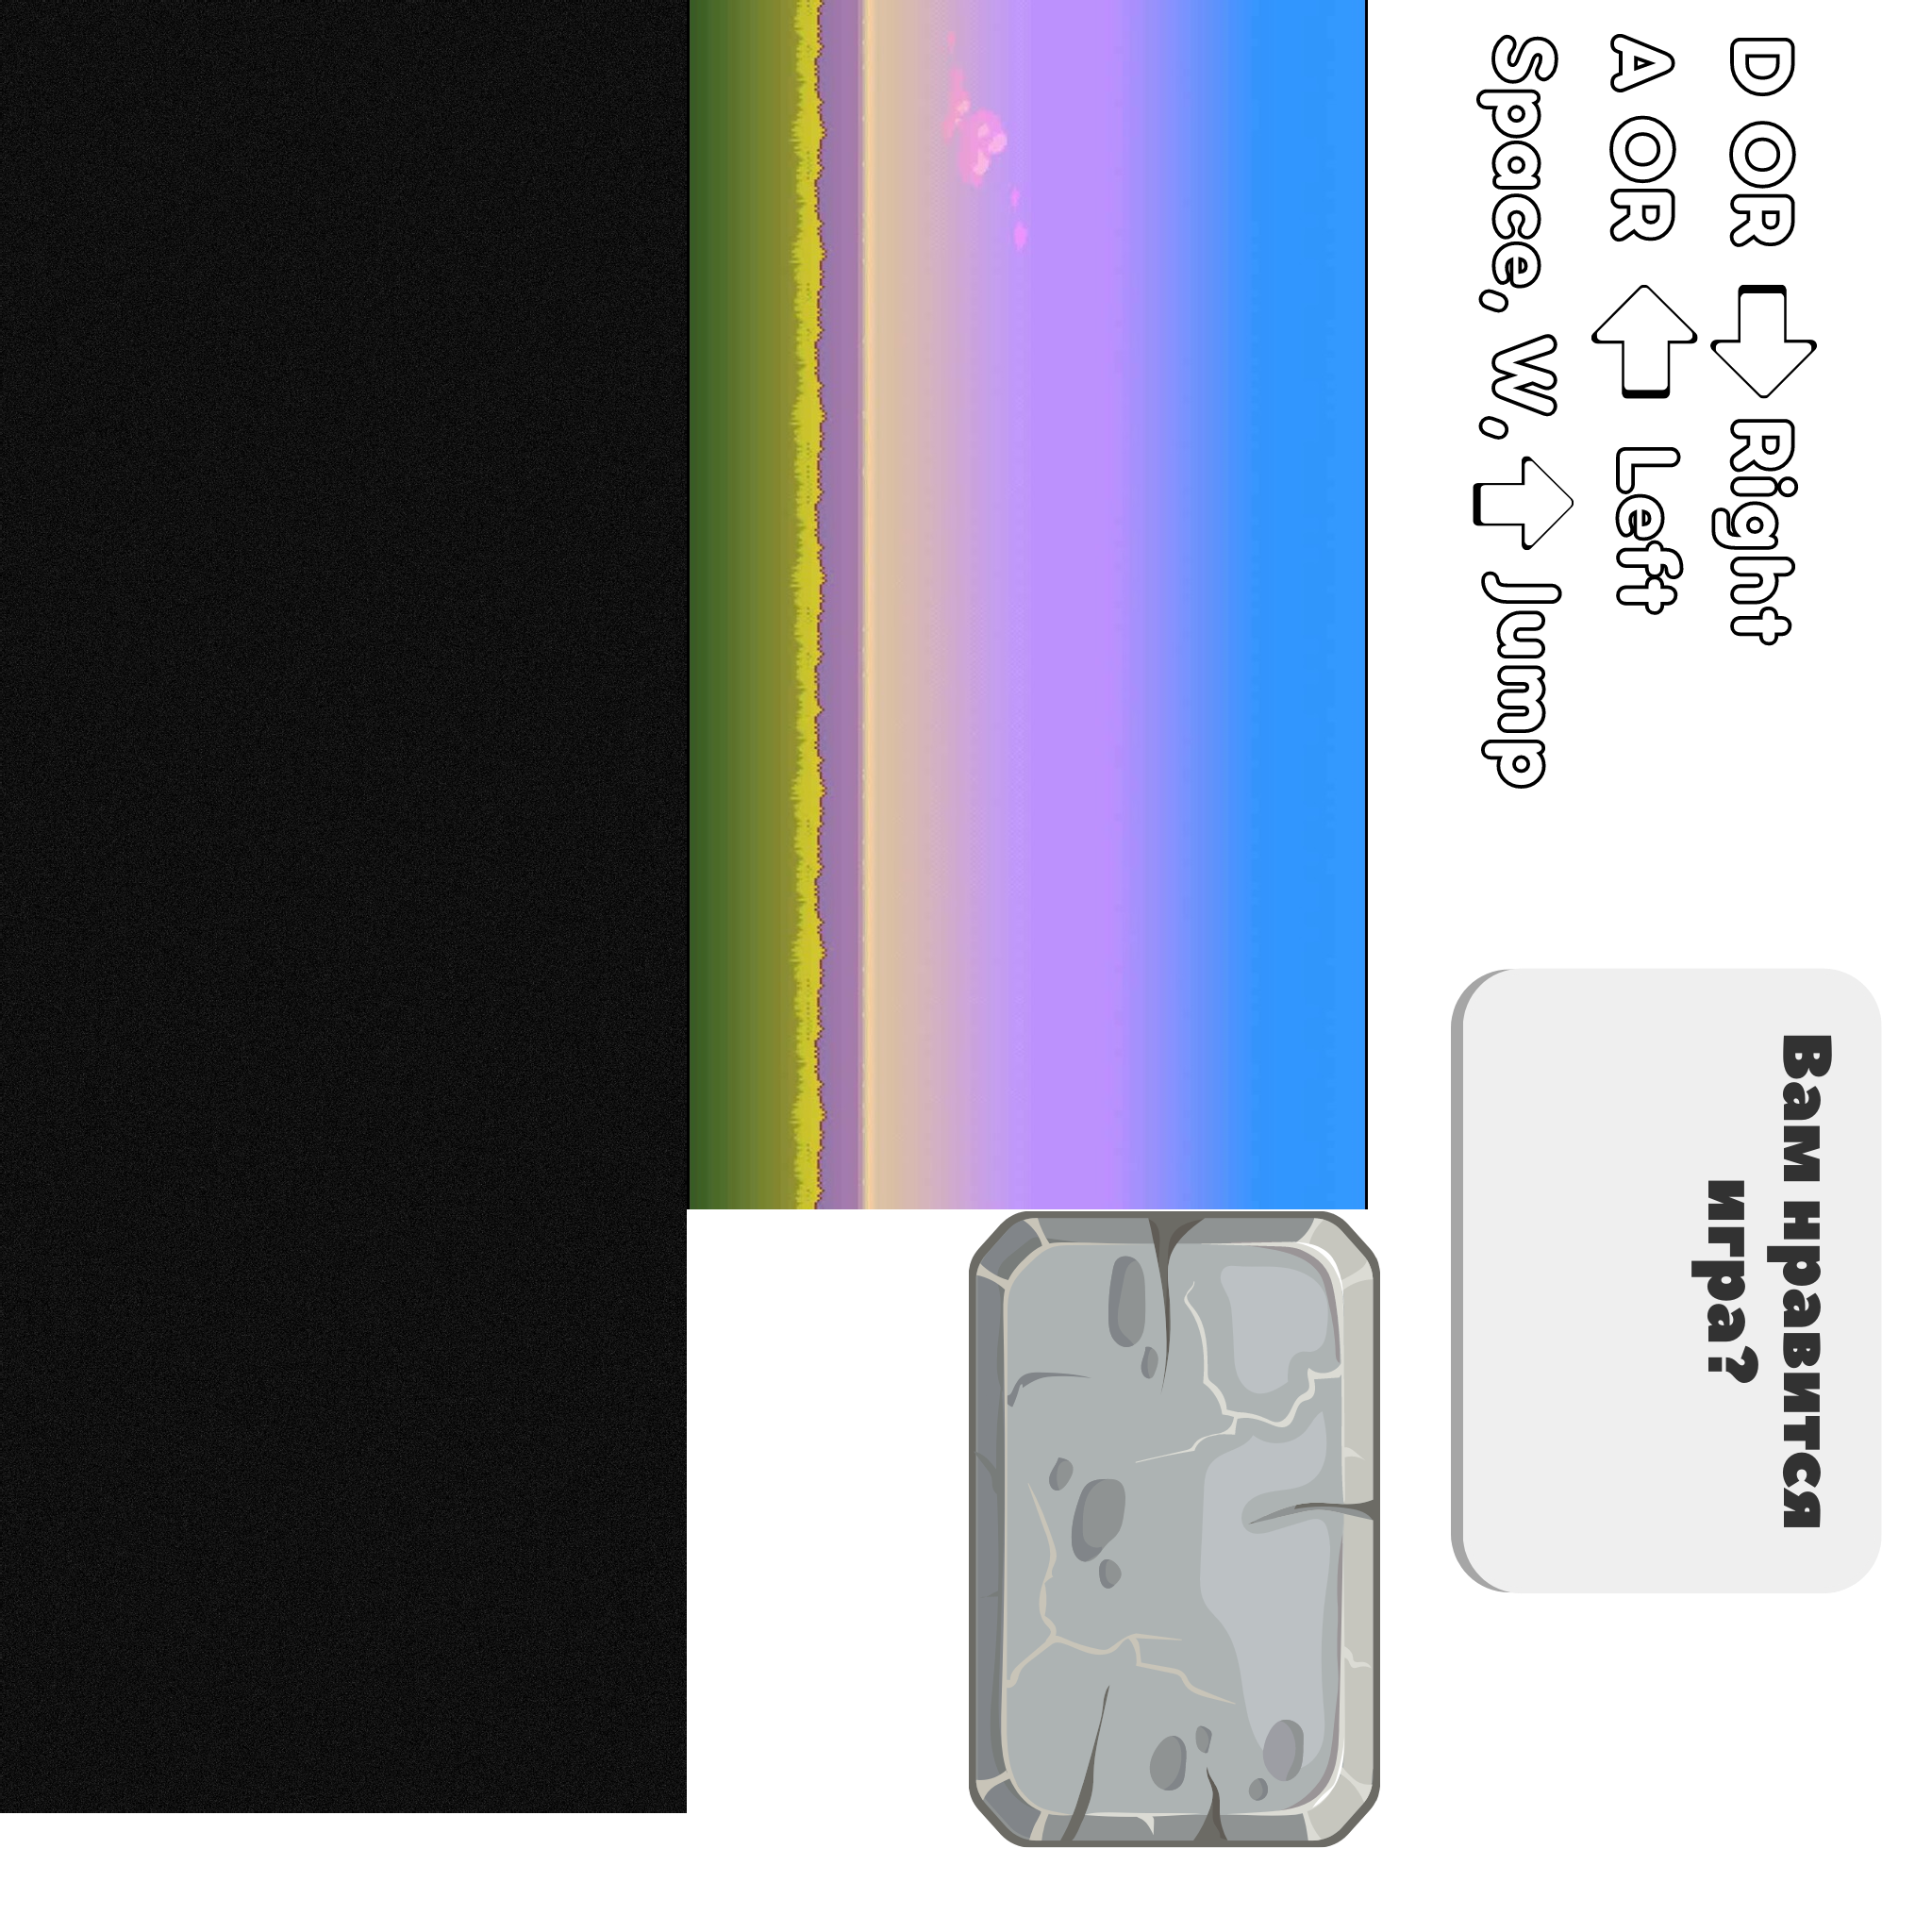 D OR Right
A OR Left
Space, W, Jump
Вам нравится
игра?